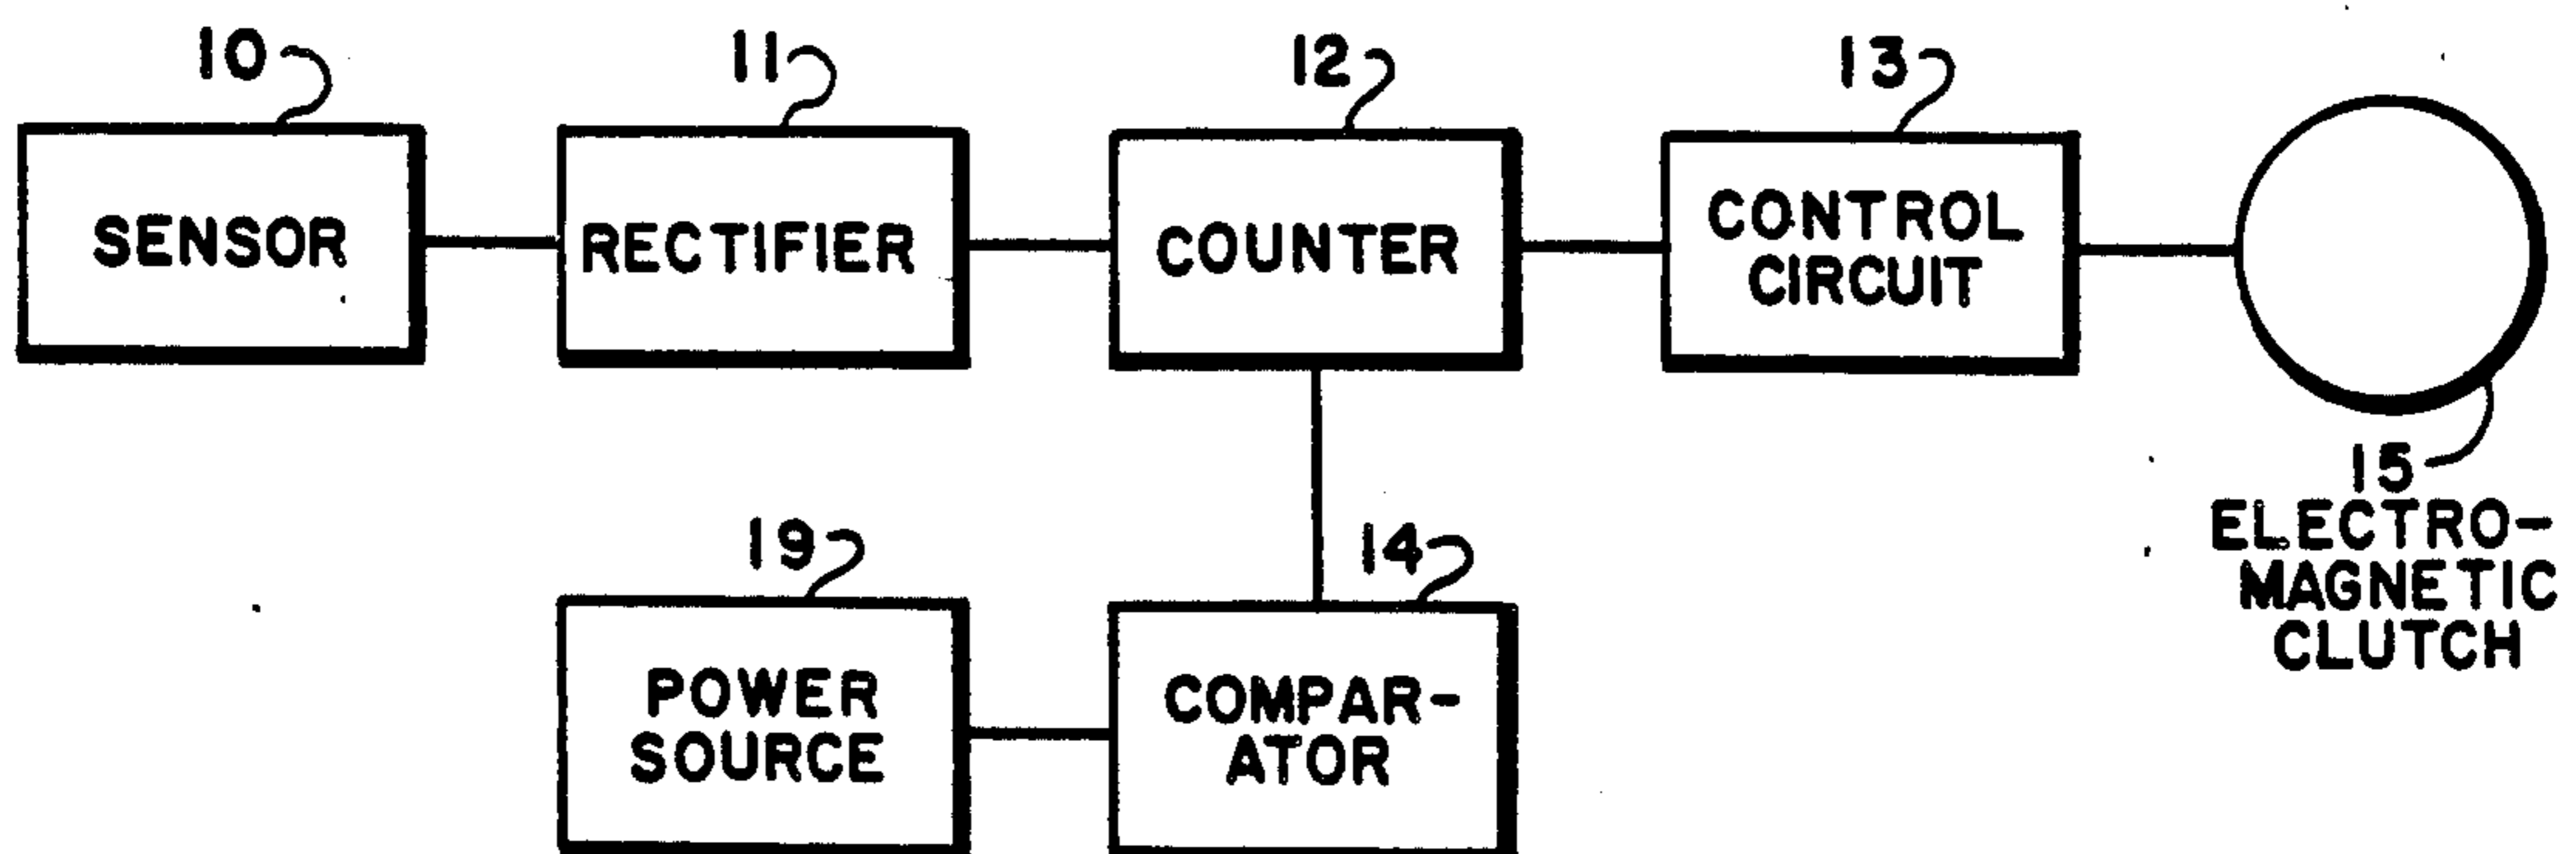 10
11
12
13
SENSOR
RECTIFIER
COUNTER
CONTROL
CIRCUIT
15
ELECTRO-
MAGNETIC
CLUTCH
19
14
POWER
SOURCE
COMPAR-
ATOR